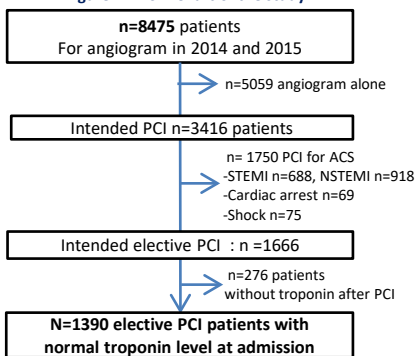 n=8475 patients
For angiogram in 2014 and 2015
n=5059 angiogram alone
Intended PCI n=3416 patients
n= 1750 PCI for ACS
-STEMI n=688, NSTEMI n=918
-Cardiac arrest n=69
-Shock n=75
Intended elective PCI : n =1666
n=276 patients
without troponin after PCI
N=1390 elective PCI patients with
normal troponin level at admission